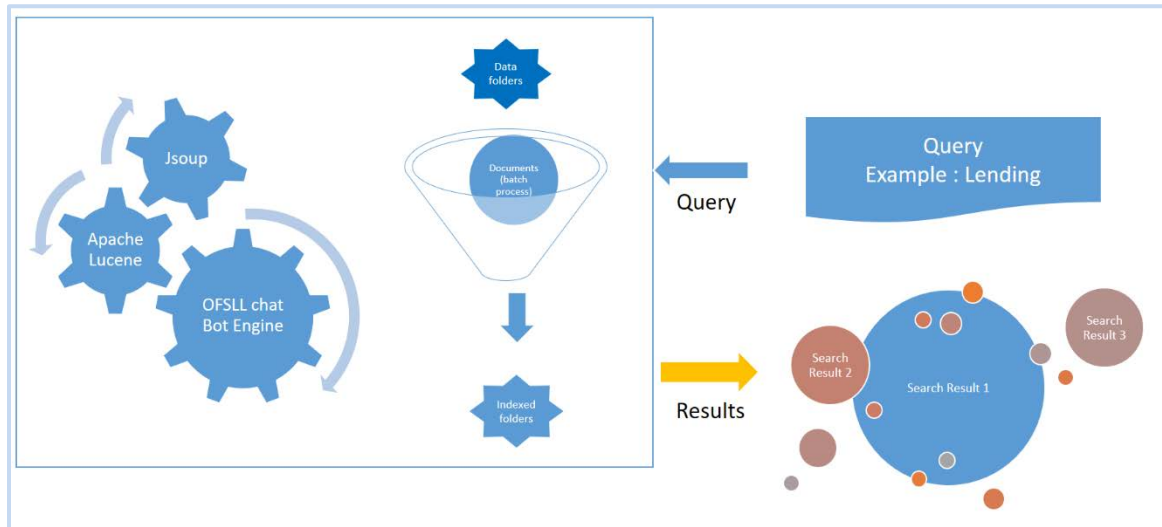 Jsoup
Apache
Lucene
OFSLL chat
Bot Engine
Data
folders
Documents
(batch
process)
Indexed
folders
Query
Results
Query
Example : Lending
Search
Result 2
Search Result 1
Search
Result 3